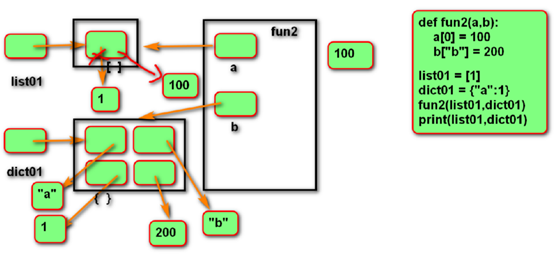 fun2
[ ]
100
a
list01
100
1
b
dict01
"a"
{ }
1
200
"b"
def fun2(a,b):
a[0] = 100
b["b"] = 200
list01 = [1]
dict01 = {"a":1}
fun2(list01,dict01)
print(list01,dict01)